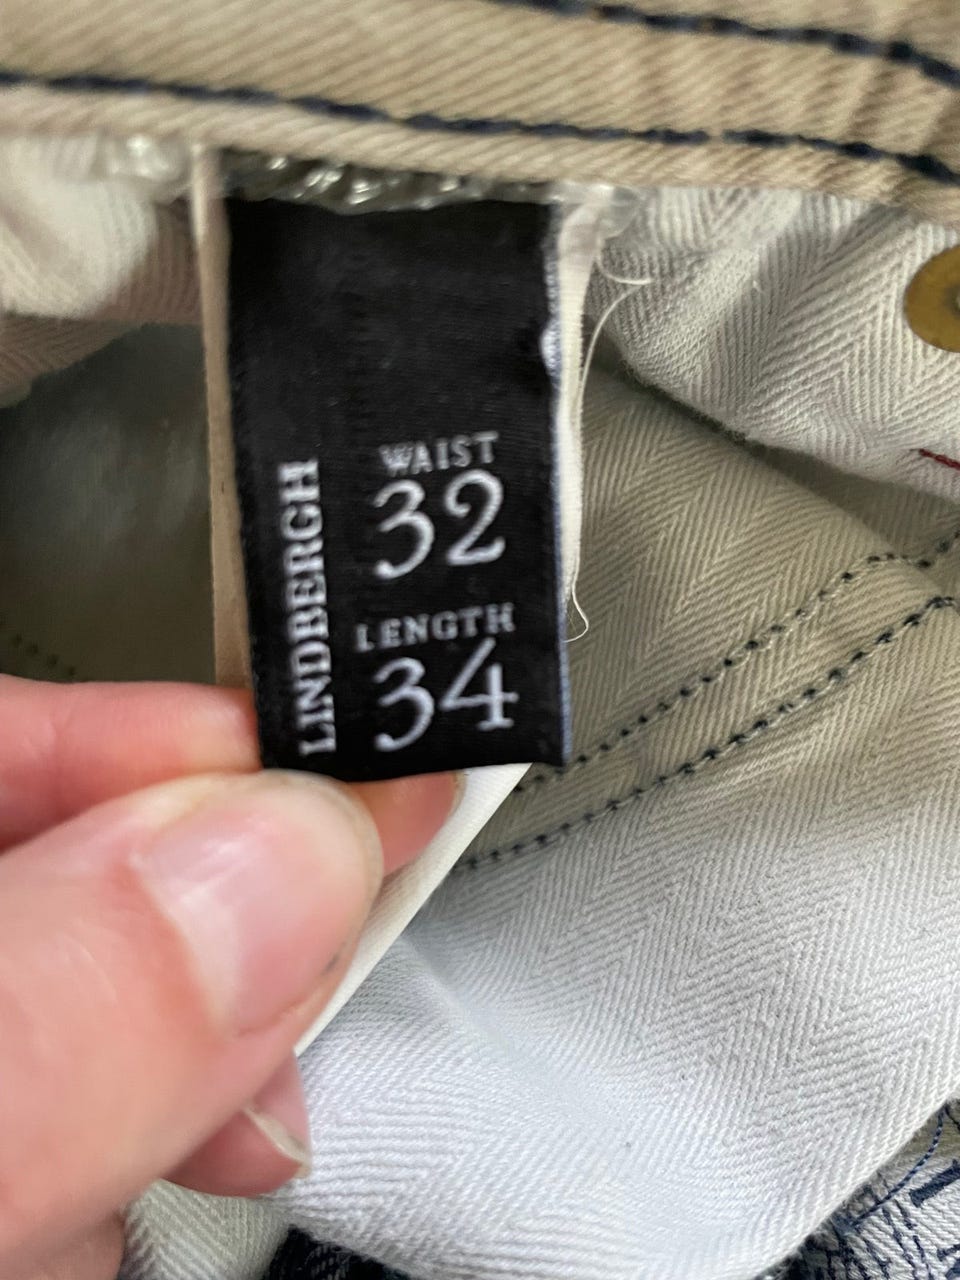 LINDBERGH
WAIST
32
LENGTH
34